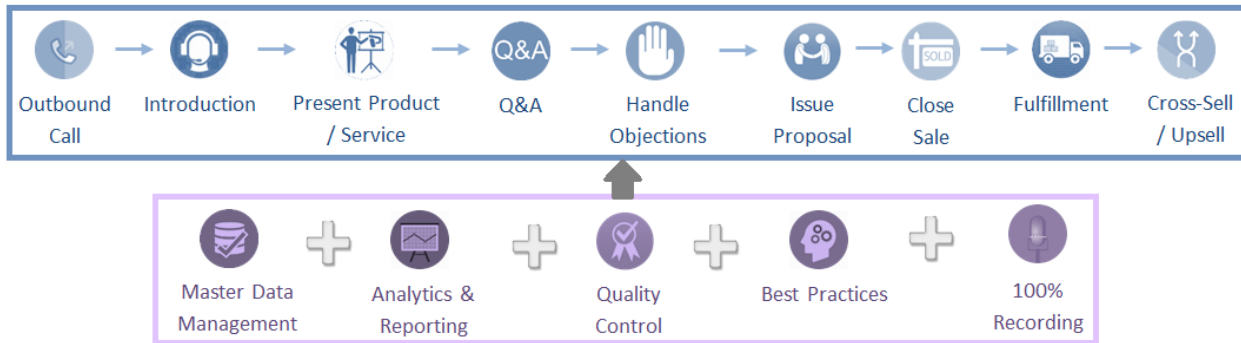 Q&A
SOLD
Outbound Introduction Present Product Q&A Handle Issue Close Fulfillment Cross-Sell
Call / Service Objections Proposal Sale / Upsell
Master Data Analytics & Quality Best Practices 100%
Management Reporting Control Recording